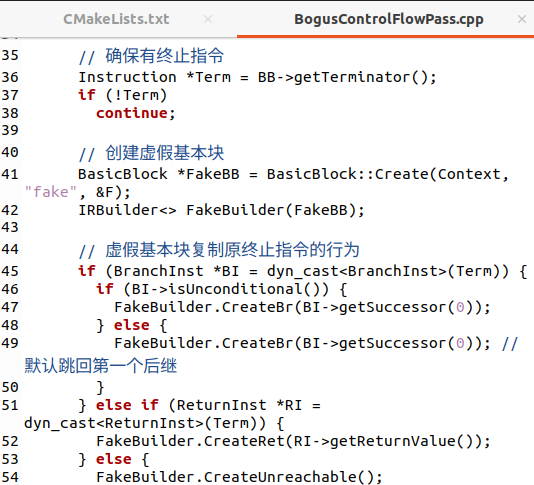 CMakeLists.txt × BogusControlFlowPass.cpp ×
35 // 确保有终止指令
36 Instruction *Term = BB->getTerminator();
37 if (!Term)
38 continue;
39
40 // 创建虚假基本块
41 BasicBlock *FakeBB = BasicBlock::Create(Context,
"fake", &F);
42 IRBuilder<> FakeBuilder(FakeBB);
43
44 // 虚假基本块复制原终止指令的行为
45 if (BranchInst *BI = dyn_cast<BranchInst>(Term)) {
46 if (BI->isUnconditional()) {
47 FakeBuilder.CreateBr(BI->getSuccessor(0));
48 } else {
49 FakeBuilder.CreateBr(BI->getSuccessor(0)); //
默认跳回第一个后继
50 }
51 } else if (ReturnInst *RI =
dyn_cast<ReturnInst>(Term)) {
52 FakeBuilder.CreateRet(RI->getReturnValue());
53 } else {
54 FakeBuilder.CreateUnreachable();